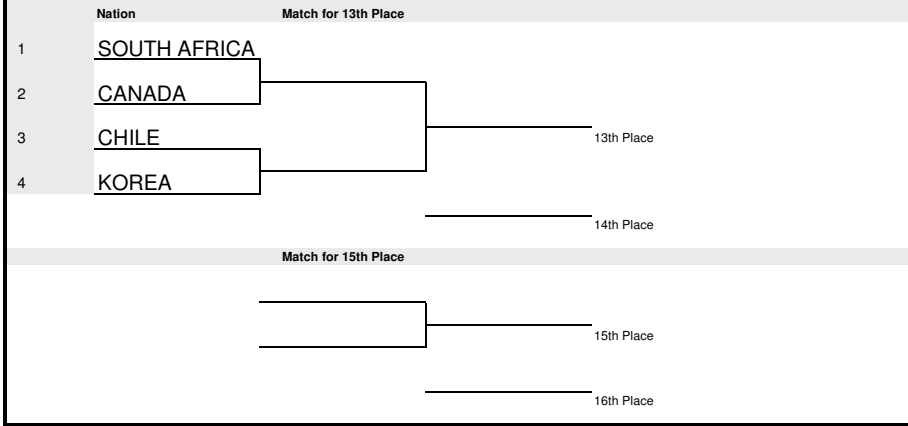 Nation Match for 13th Place
1 SOUTH AFRICA
2 CANADA
3 CHILE
13th Place
4 KOREA
14th Place
Match for 15th Place
15th Place
16th Place